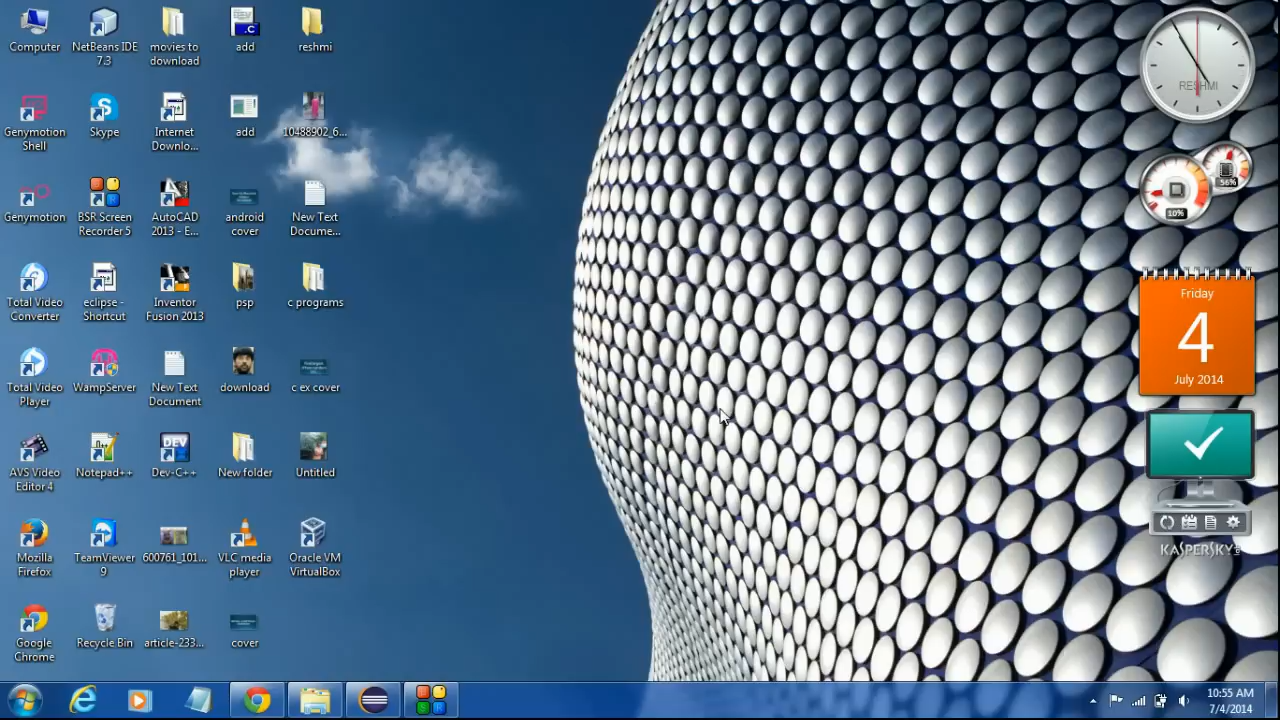 Computer
NetBeans IDE
7.3
movies to
download
add
reshmi
Genymotion
Shell
Skype
Internet
Downlo...
add
10488902_6...
Genymotion
BSR Screen
Recorder 5
AutoCAD
2013 - E...
android
cover
New Text
Docume...
Total Video
Converter
eclipse -
Shortcut
Inventor
Fusion 2013
psp
c programs
Total Video
Player
WampServer
New Text
Document
download
c ex cover
AVS Video
Editor 4
Notepad++
DEV
Dev-C++
New folder
Untitled
Mozilla
Firefox
TeamViewer
9
600761_101...
VLC media
player
Oracle VM
VirtualBox
Google
Chrome
Recycle Bin
article-233...
cover
RESHMI
56%
10%
Friday
4
July 2014
KASPERSKY
10:55 AM
7/4/2014